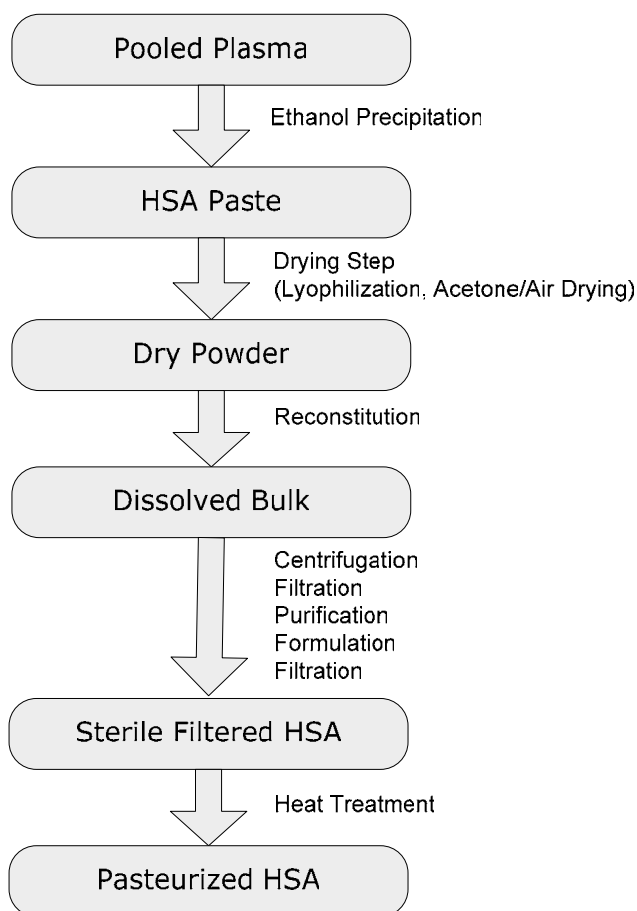 Pooled Plasma
Ethanol Precipitation
HSA Paste
Drying Step
(Lyophilization, Acetone/Air Drying)
Dry Powder
Reconstitution
Dissolved Bulk
Centrifugation
Filtration
Purification
Formulation
Filtration
Sterile Filtered HSA
Heat Treatment
Pasteurized HSA